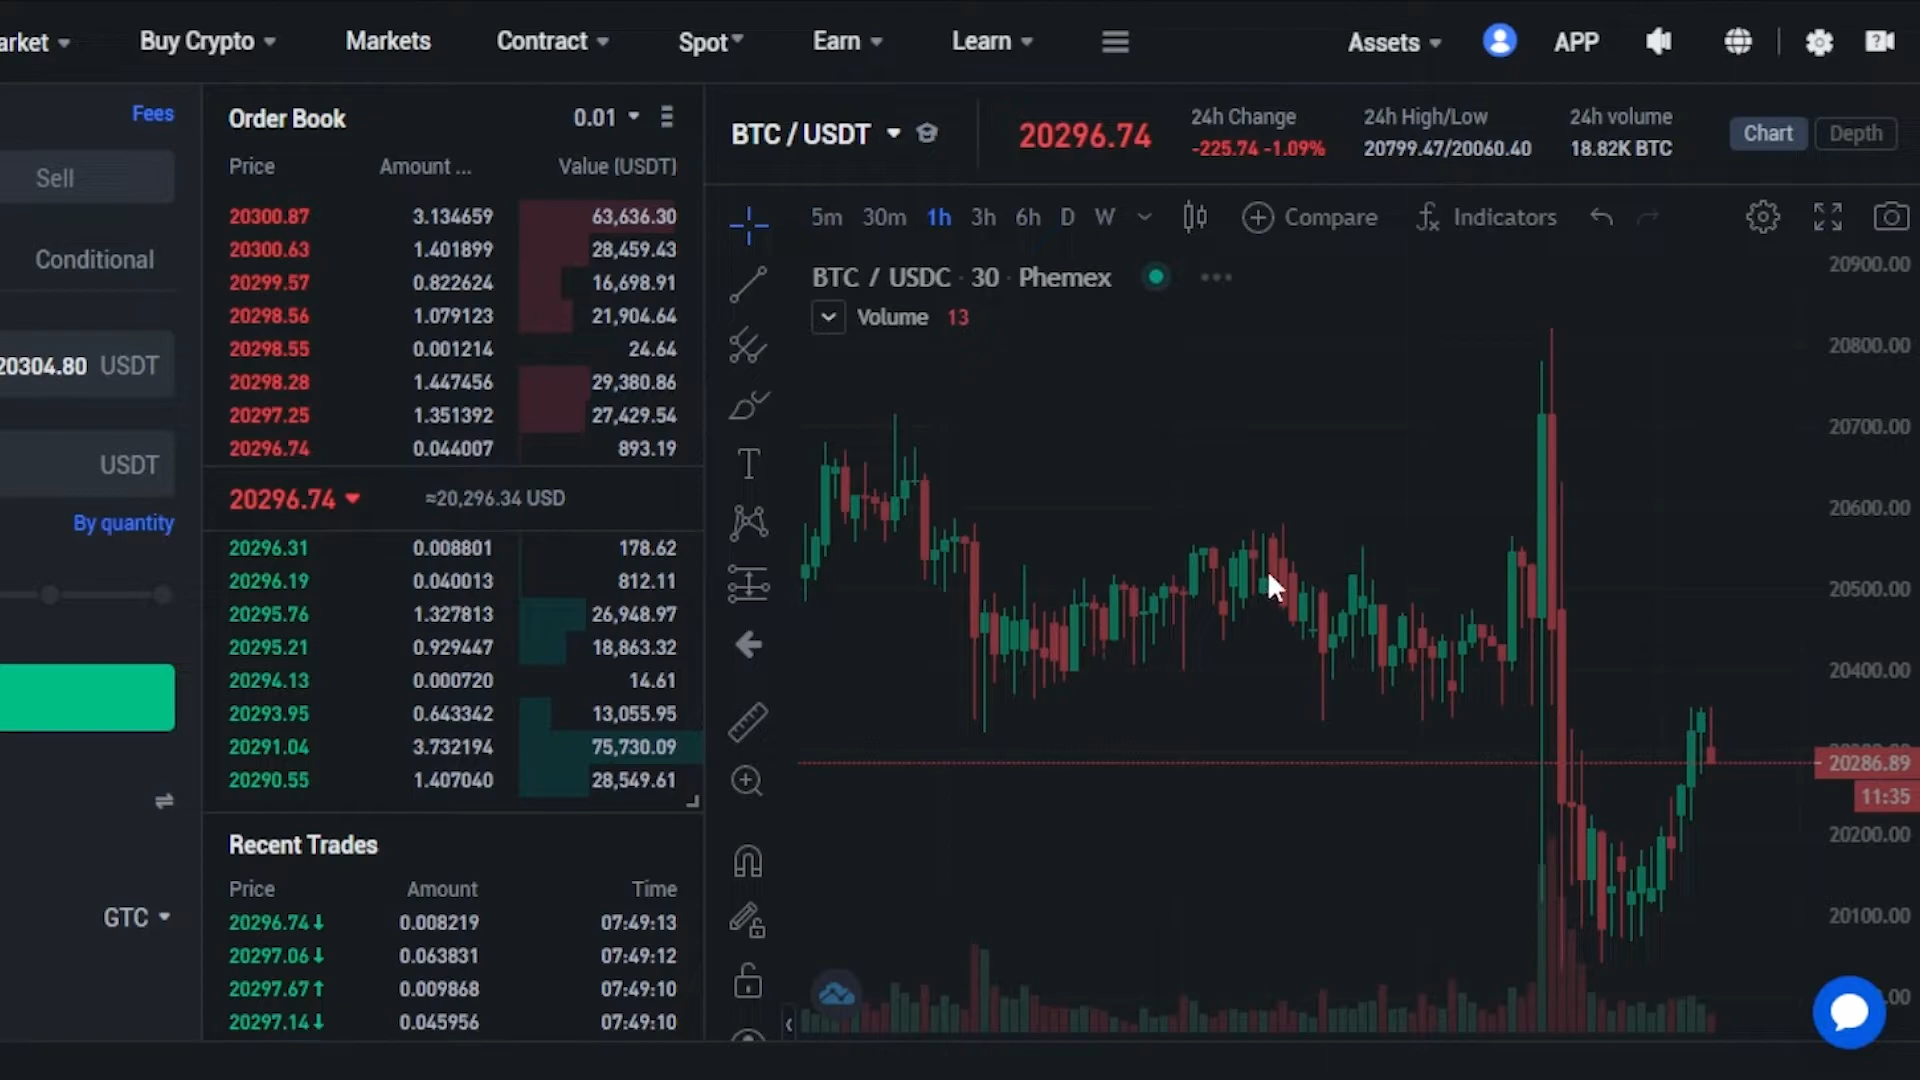 arket Buy Crypto Markets Contract Spot Earn Learn Assets APP
Fees
Sell
Conditional
20304.80 USDT
USDT
By quantity
GTC
Order Book 0.01
Price Amount ... Value (USDT)
20300.87 3.134659 63,636.30
20300.63 1.401899 28,459.43
20299.57 0.822624 16,698.91
20298.56 1.079123 21,904.64
20298.55 0.001214 24.64
20298.28 1.447456 29,380.86
20297.25 1.351392 27,429.54
20296.74 0.044007 893.19
20296.74 ≈20,296.34 USD
20296.31 0.008801 178.62
20296.19 0.040013 812.11
20295.76 1.327813 26,948.97
20295.21 0.929447 18,863.32
20294.13 0.000720 14.61
20293.95 0.643342 13,055.95
20291.04 3.732194 75,730.09
20290.55 1.407040 28,549.61
Recent Trades
Price Amount Time
20296.74↓ 0.008219 07:49:13
20297.06↓ 0.063831 07:49:12
20297.67↑ 0.009868 07:49:10
20297.14↓ 0.045956 07:49:10
BTC / USDT 20296.74
24h Change
-225.74 -1.09%
24h High/Low
20799.47/20060.40
24h volume
18.82K BTC
Chart Depth
5m 30m 1h 3h 6h D W Compare Indicators
BTC / USDC · 30 · Phemex
Volume 13
20900.00
20800.00
20700.00
20600.00
20500.00
20400.00
20286.89
11:35
20200.00
20100.00